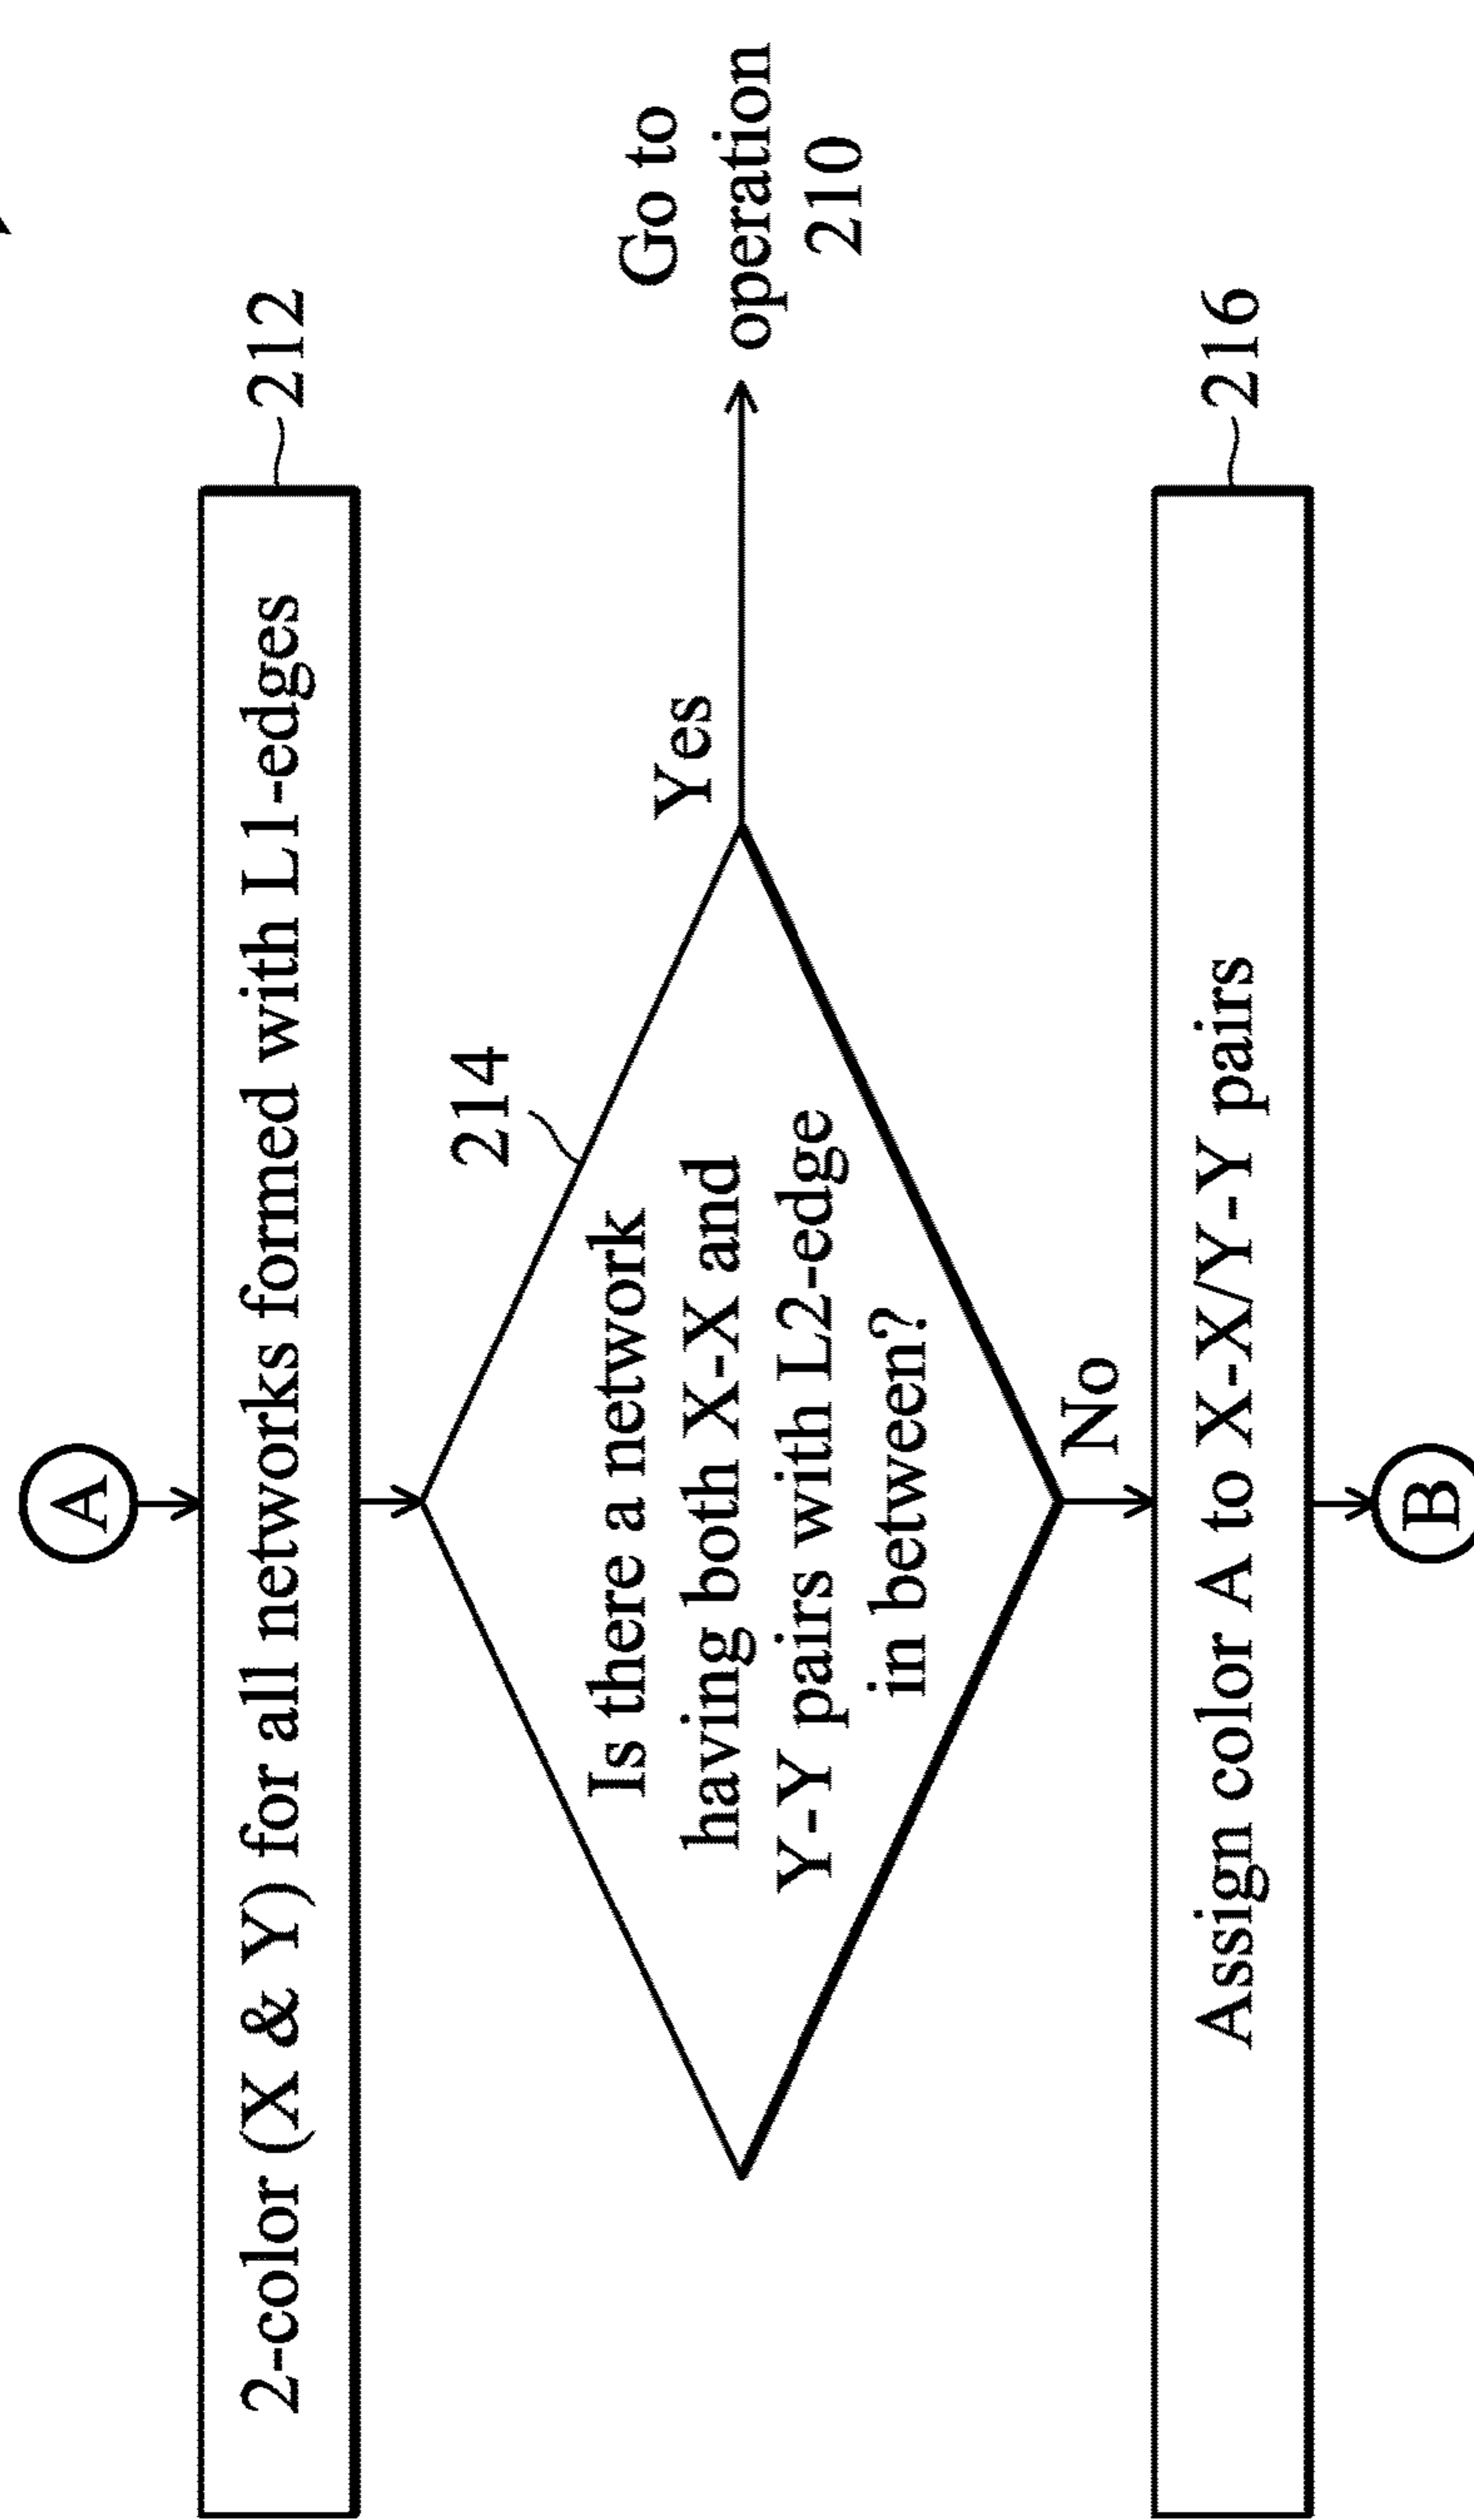 A
2-color (X & Y) for all networks formed with L1-edges
212
214
Is there a network
having both X-X and
Y-Y pairs with L2-edge
in between?
Yes
Go to
operation
210
No
Assign color A to X-X/Y-Y pairs
216
B